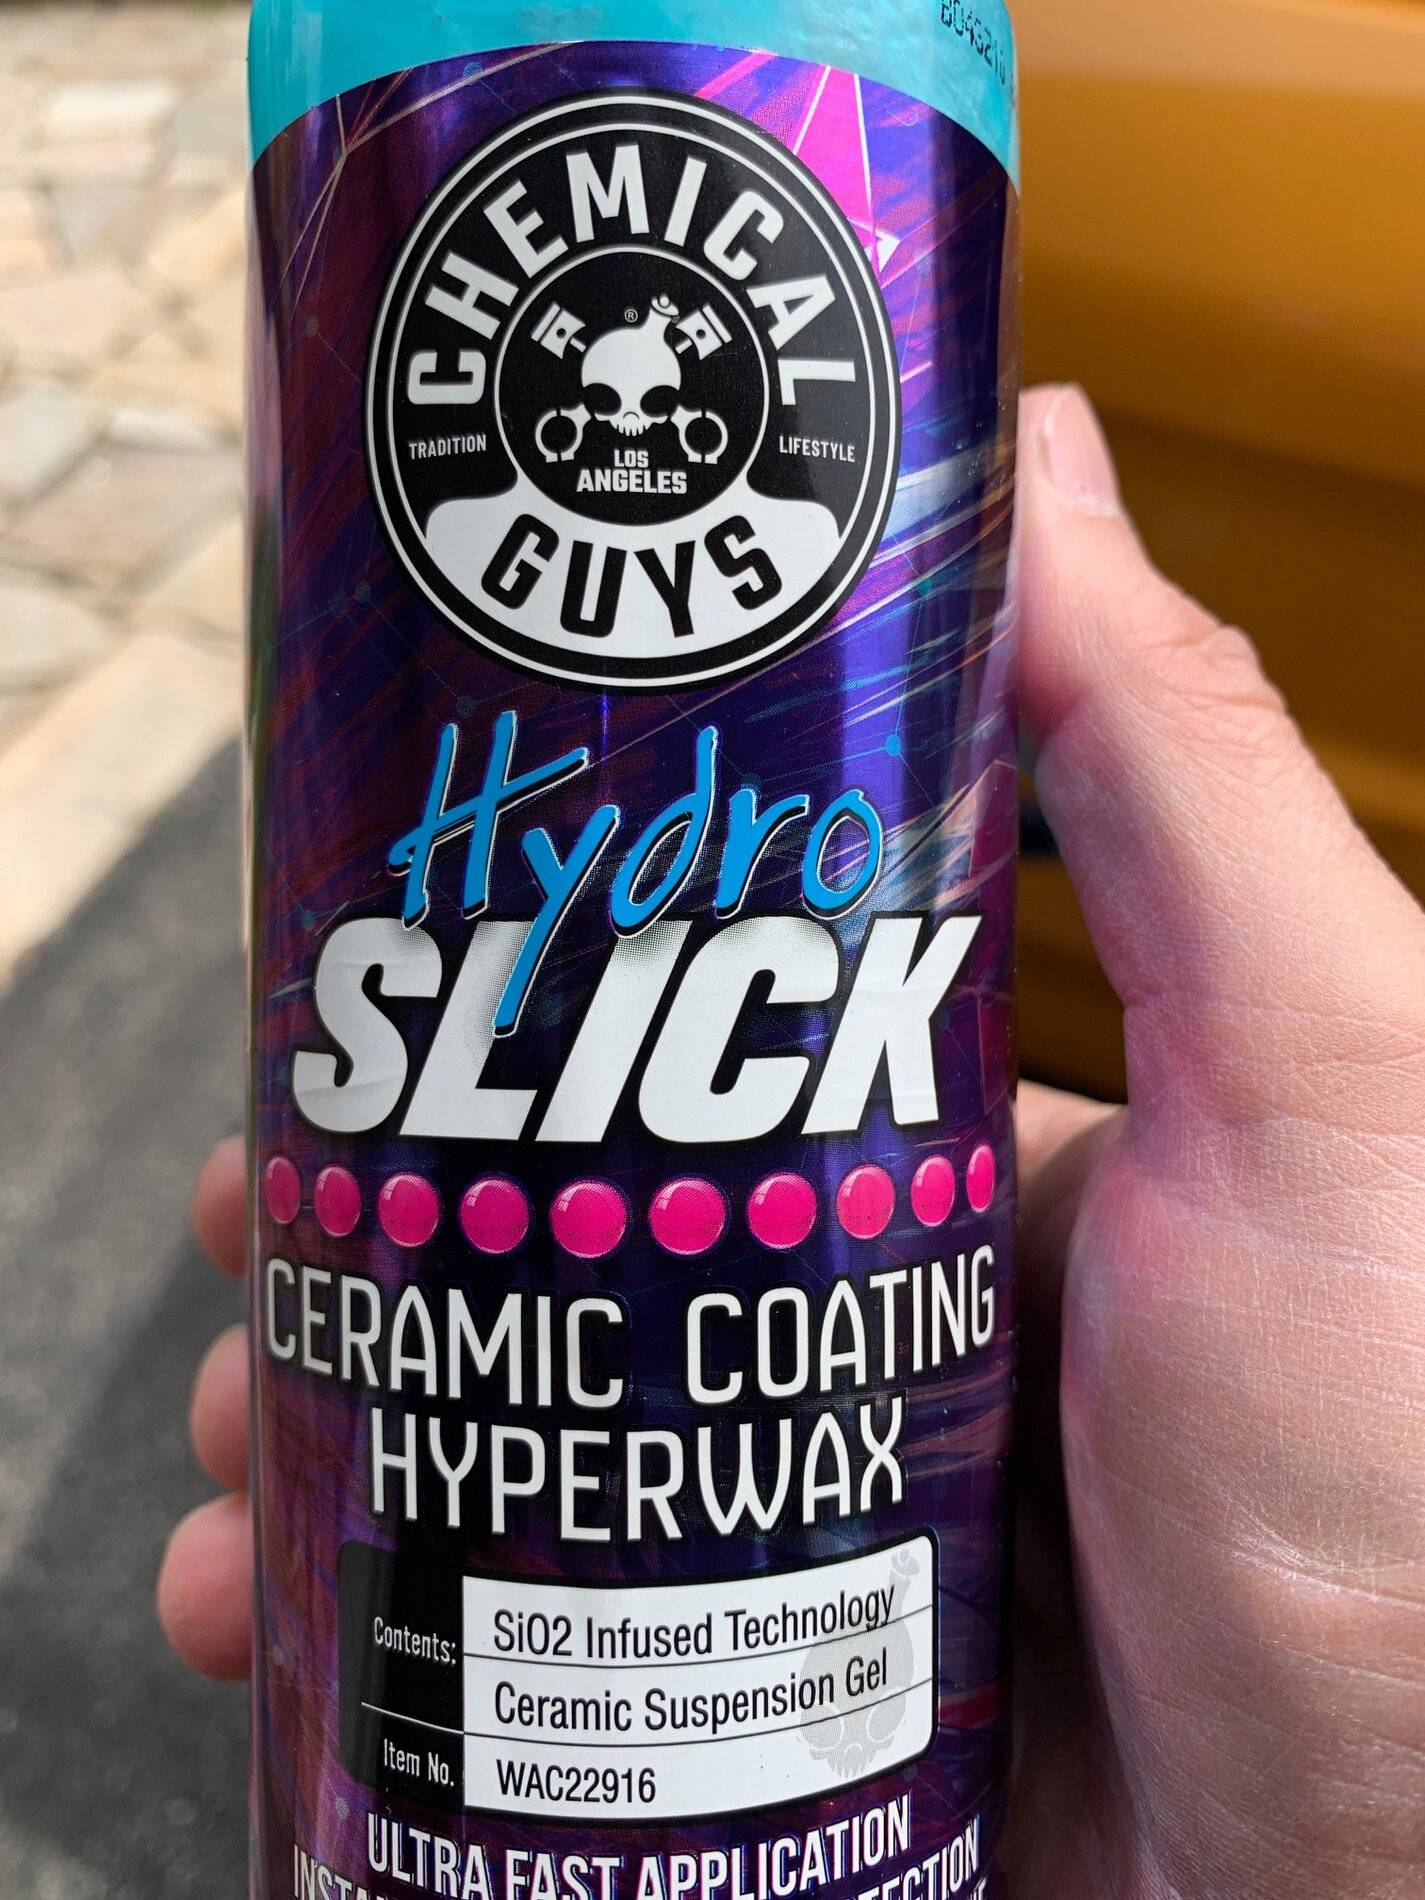 CHEMICAL
®
TRADITION
LIFESTYLE
LOS
ANGELES
GUYS
Hydro
SLICK
CERAMIC COATING
HYPERWAX
Contents:
SiO2 Infused Technology
Ceramic Suspension Gel
Item No.
WAC22916
ULTRA FAST APPLICATION